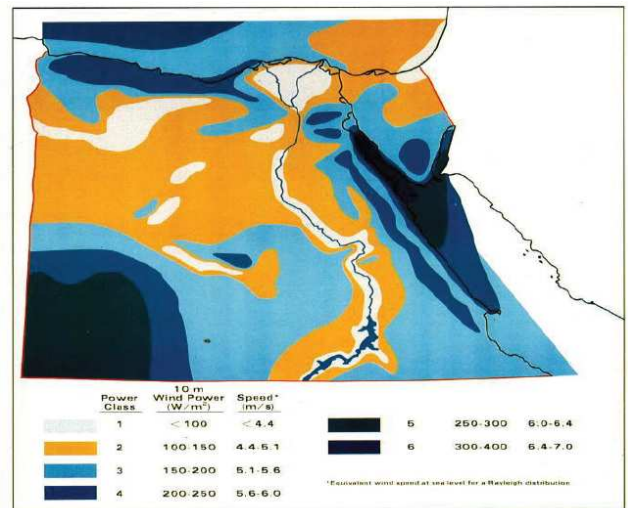 10 m
Power Wind Power Speed*
Class (W/m²) (m/s)
1 <100 <4.4
2 100-150 4.4-5.1
3 150-200 5.1-5.6
4 200-250 5.6-6.0
5 250-300 6.0-6.4
6 300-400 6.4-7.0
*Equivalent wind speed at sea level for a Rayleigh distribution